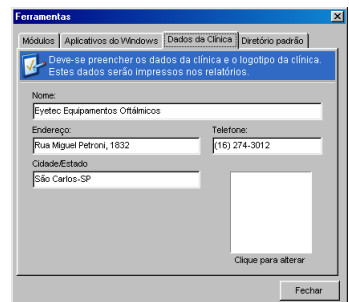 Ferramentas
Módulos Aplicativos do Windows Dados da Clínica Diretório padrão
Deve-se preencher os dados da clínica e o logotipo da clínica.
Estes dados serão impressos nos relatórios.
Nome:
Eyetec Equipamentos Oftálmicos
Endereço: Telefone:
Rua Miguel Petroni, 1832 (16) 274-3012
Cidade/Estado
São Carlos-SP
Clique para alterar
Fechar